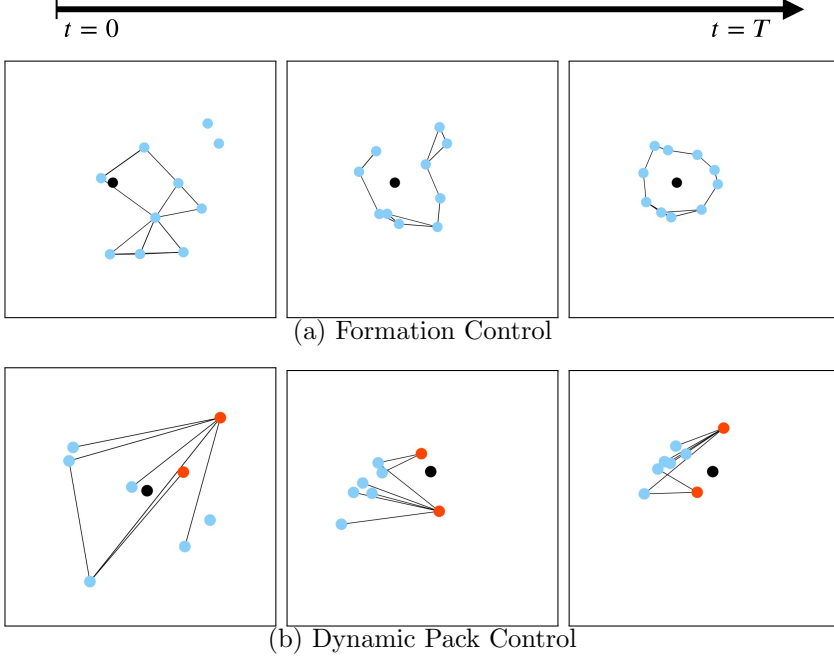 t = 0 t = T
(a) Formation Control
(b) Dynamic Pack Control